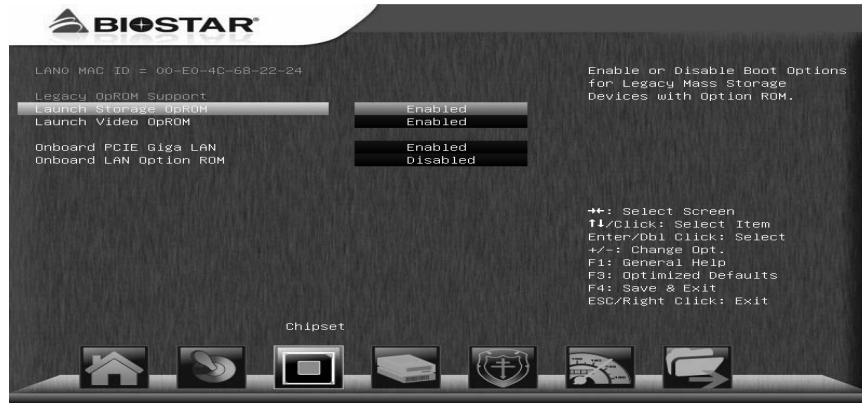 BIOSTAR®
LAN0 MAC ID = 00-E0-4C-68-22-24
Legacy OpROM Support
Launch Storage OpROM Enabled
Launch Video OpROM Enabled
Onboard PCIE Giga LAN Enabled
Onboard LAN Option ROM Disabled
Enable or Disable Boot Options
for Legacy Mass Storage
Devices with Option ROM.
→←: Select Screen
↑↓/Click: Select Item
Enter/Dbl Click: Select
+/-: Change Opt.
F1: General Help
F3: Optimized Defaults
F4: Save & Exit
ESC/Right Click: Exit
Chipset